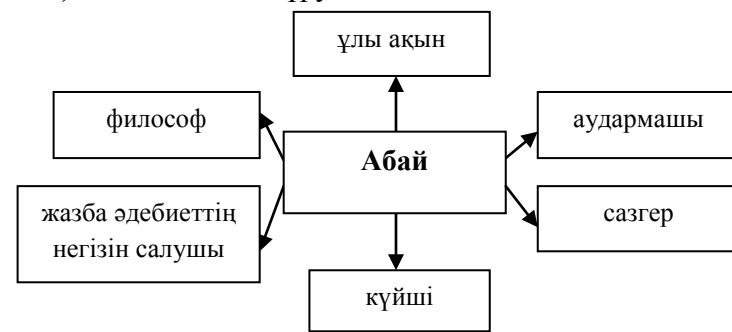 ұлы ақын
философ
аудармашы
Абай
жазба әдебиеттің
негізін салушы
сазгер
күйші